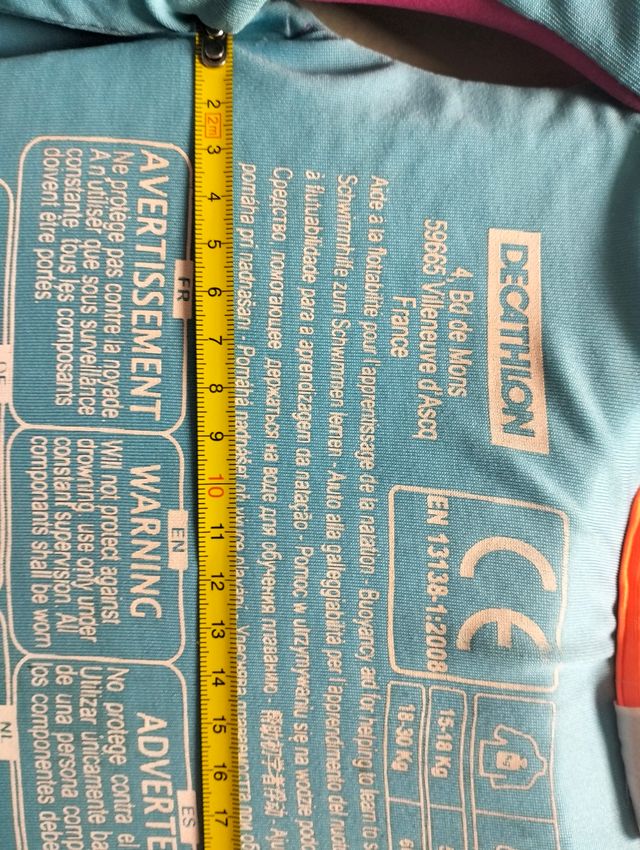 DECATHLON
4, Bd de Mons
59665 Villeneuve d'Ascq
France
CE
EN 13138-1:2008
15-18 Kg
18-30 Kg
Aide à la flottabilité pour l'apprentissage de la natation - Buoyancy aid for helping to learn to s
Schwimmhilfe zum Schwimmen lernen - Aiuto alla galleggiabilità per l'apprendimento del
à flutuabilidade para a aprendizagem da natação - Pomoc w utrzymywaniu się na wodzie
Средство, помогающее держаться на воде для обучения плаванию -
pomáha pri nadnášaní - Pomáhá
2 2m 3 4 5 6 7 8 9 10 11 12 13 14 15 16 17
FR
AVERTISSEMENT
Ne protège pas contre la noyade.
À n'utiliser que sous surveillance
constante, tous les composants
doivent être portés.
EN
WARNING
Will not protect against
drowning, use only under
constant supervision. All
components shall be worn
ES
ADVERTE
No protege contra el
Utilizar únicamente ba
de una persona comp
los componentes debe
DE
NL